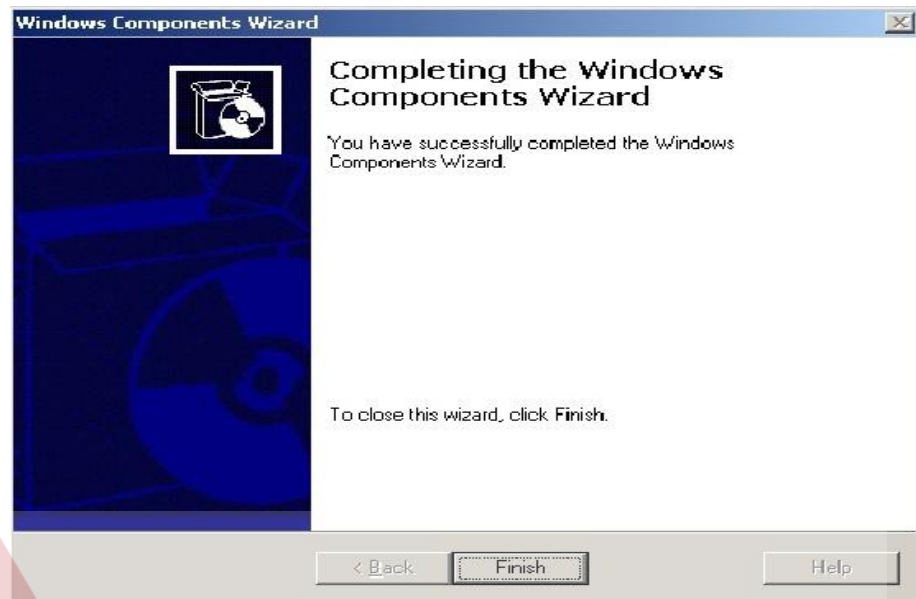 Windows Components Wizard
Completing the Windows
Components Wizard
You have successfully completed the Windows
Components Wizard.
To close this wizard, click Finish.
< Back
Finish
Help